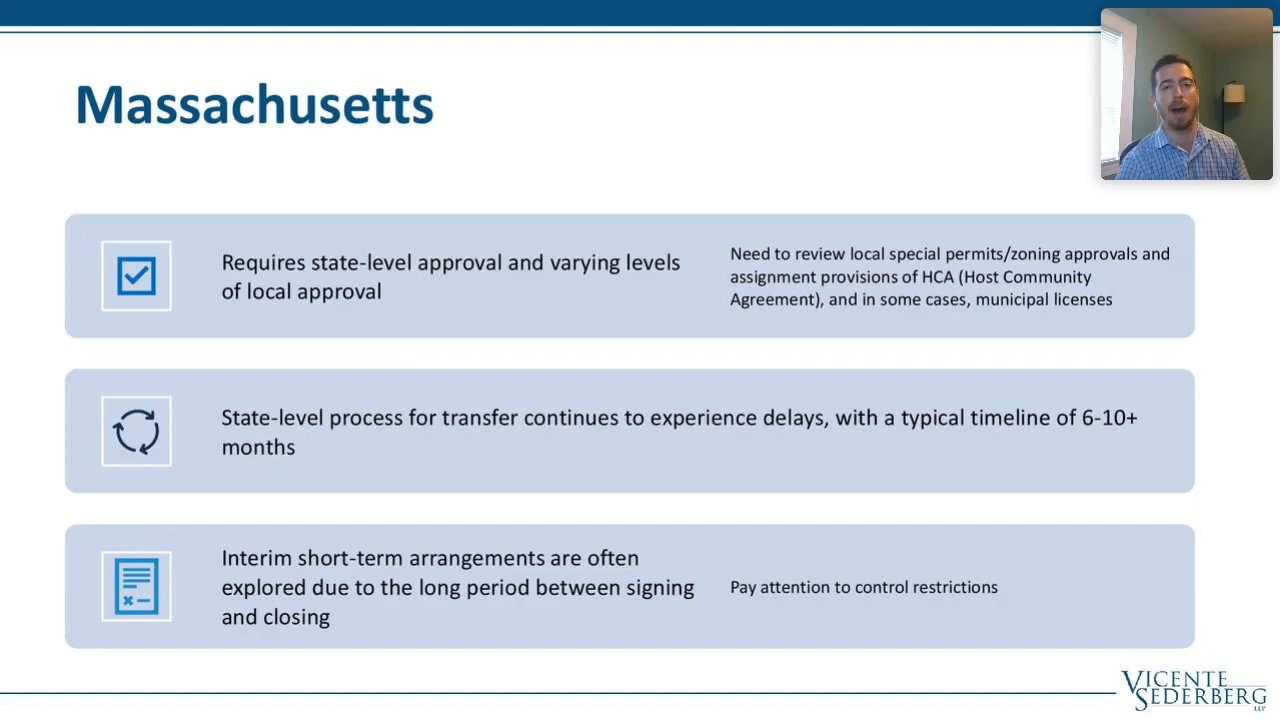 Massachusetts
Requires state-level approval and varying levels
of local approval
Need to review local special permits/zoning approvals and
assignment provisions of HCA (Host Community
Agreement), and in some cases, municipal licenses
State-level process for transfer continues to experience delays, with a typical timeline of 6-10+
months
Interim short-term arrangements are often
explored due to the long period between signing
and closing
Pay attention to control restrictions
VICENTE
SEDERBERG
LLP